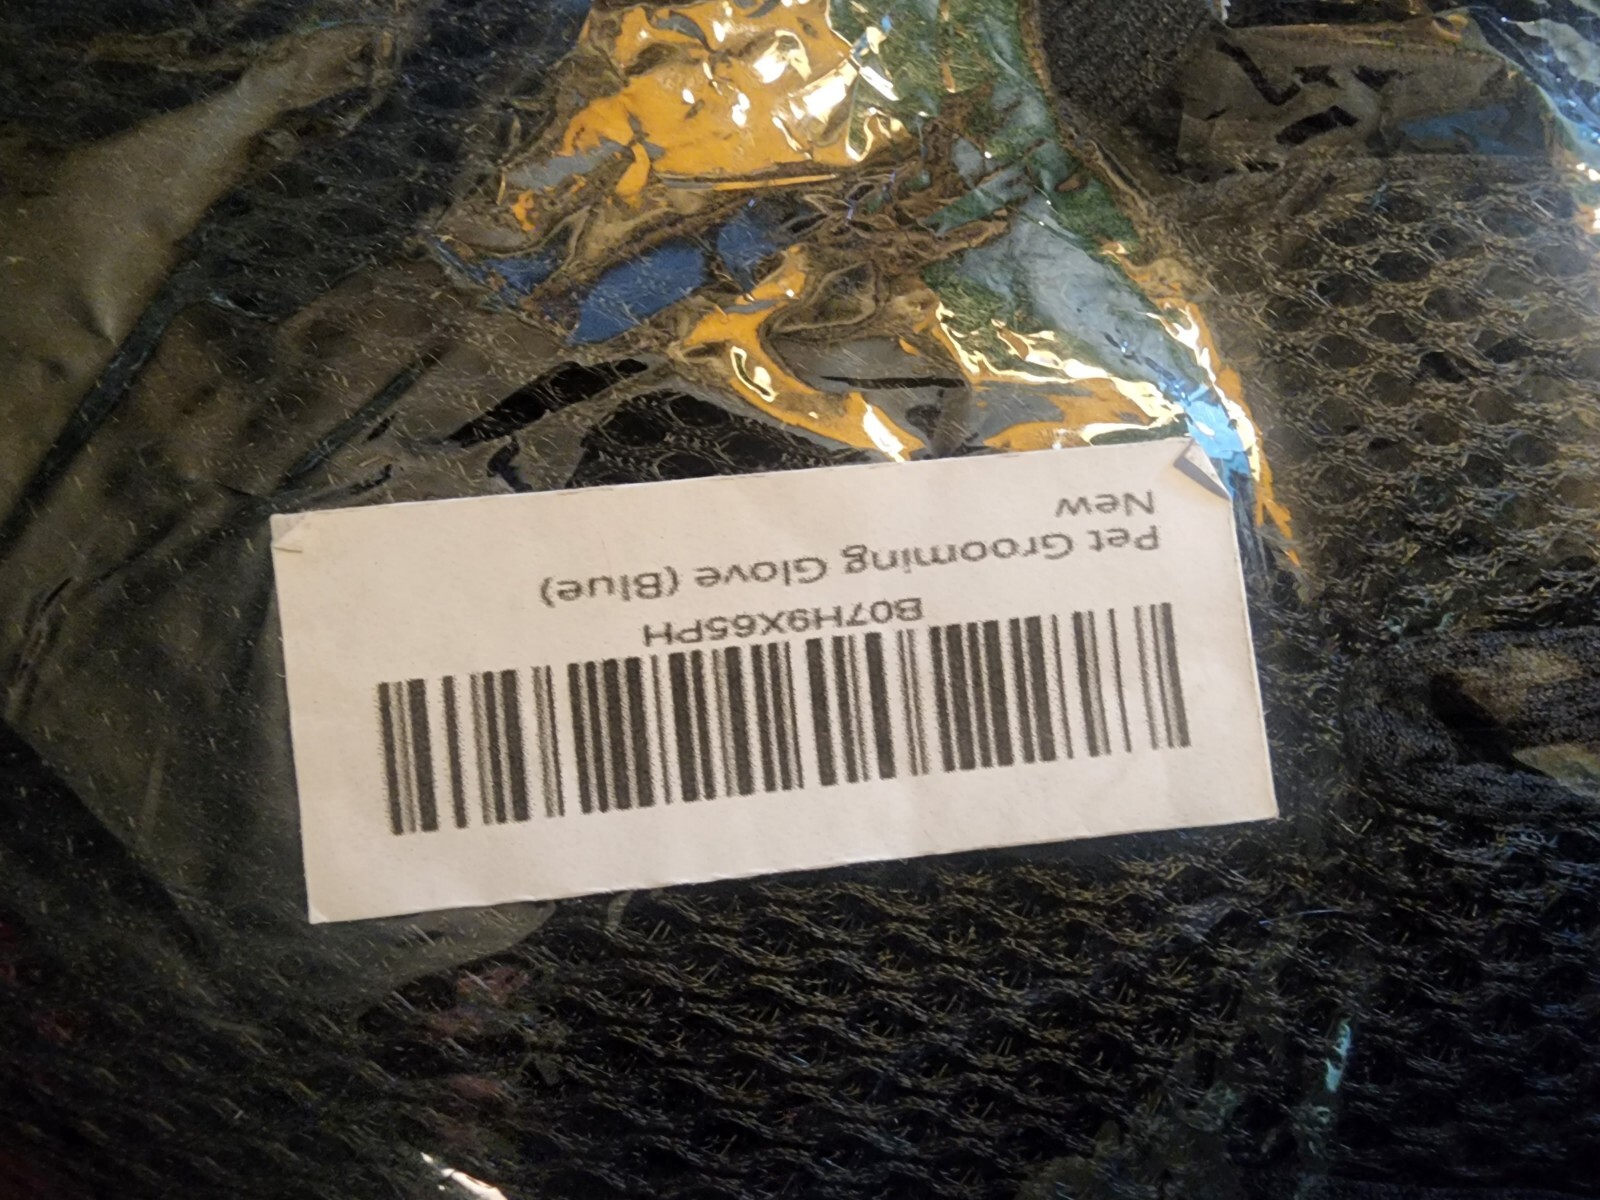 B07H9X65PH
Pet Grooming Glove (Blue)
New